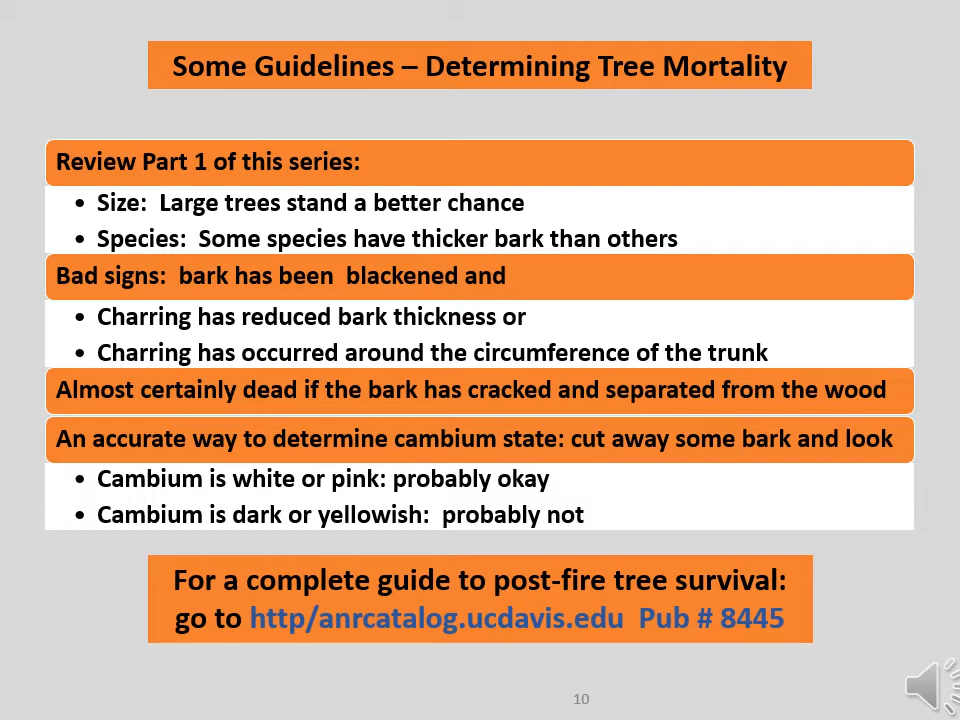 Some Guidelines – Determining Tree Mortality
Review Part 1 of this series:
• Size:  Large trees stand a better chance
• Species:  Some species have thicker bark than others
Bad signs:  bark has been  blackened and
• Charring has reduced bark thickness or
• Charring has occurred around the circumference of the trunk
Almost certainly dead if the bark has cracked and separated from the wood
An accurate way to determine cambium state: cut away some bark and look
• Cambium is white or pink: probably okay
• Cambium is dark or yellowish:  probably not
For a complete guide to post-fire tree survival:
go to http/anrcatalog.ucdavis.edu  Pub # 8445
10